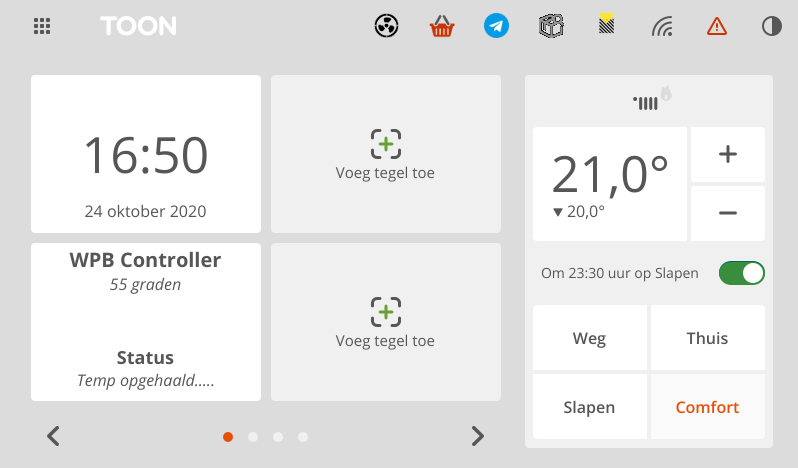 TOON
16:50
24 oktober 2020
Voeg tegel toe
WPB Controller
55 graden
Status
Temp opgehaald.....
Voeg tegel toe
21,0°
▼ 20,0°
+
−
Om 23:30 uur op Slapen
Weg
Thuis
Slapen
Comfort